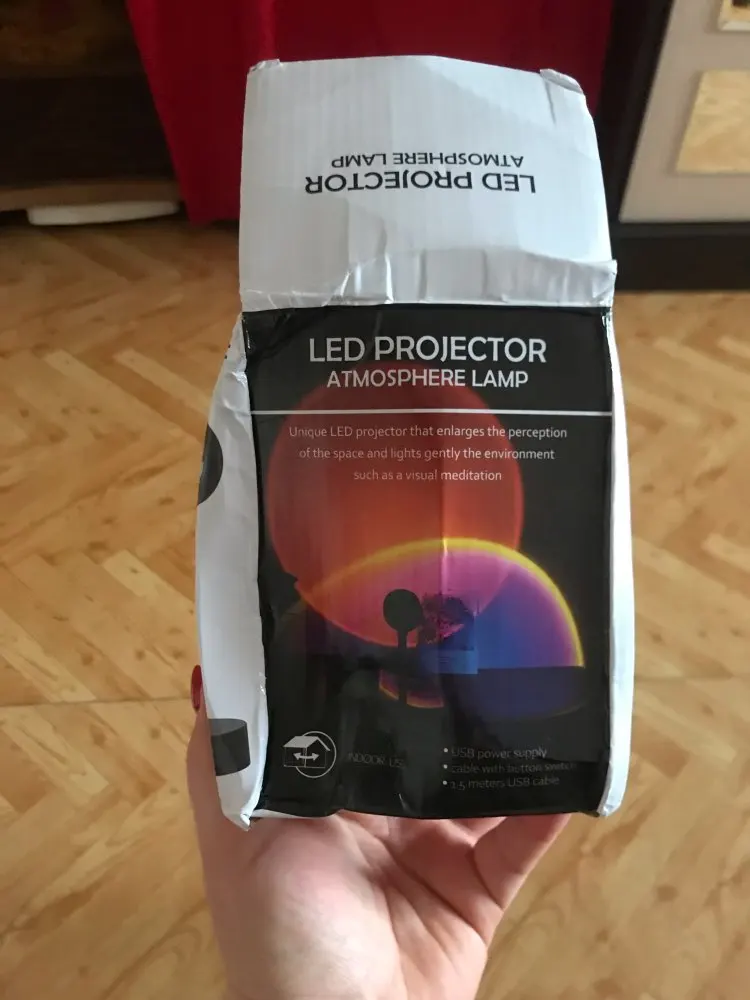 LED PROJECTOR
ATMOSPHERE LAMP
LED PROJECTOR
ATMOSPHERE LAMP
Unique LED projector that enlarges the perception
of the space and lights gently the environment
such as a visual meditation
INDOOR US
• USB power supply
• cable with button switch
• 1.5 meters USB cable